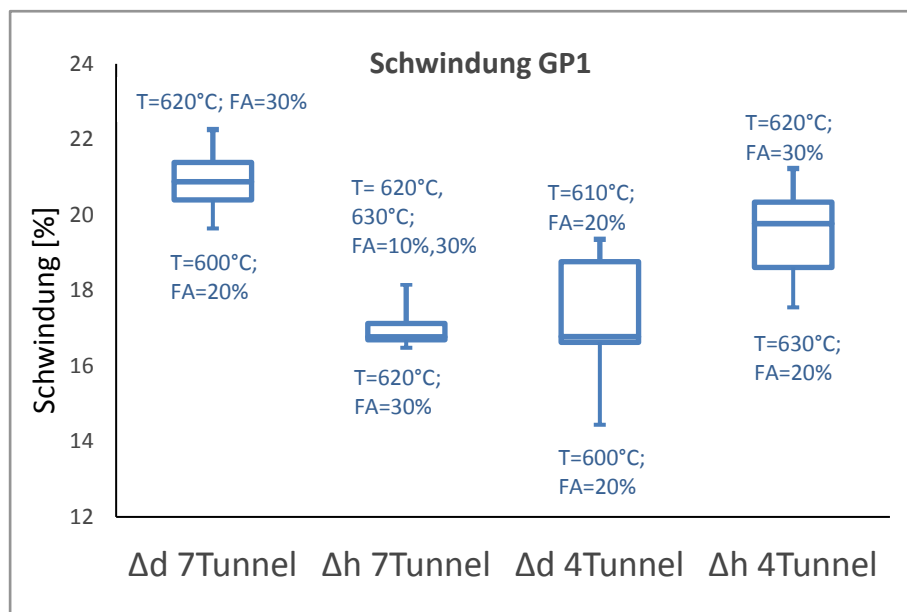 Schwindung GP1
Schwindung [%]
24
22
20
18
16
14
12
T=620°C; FA=30%
T=600°C;
FA=20%
T= 620°C,
630°C;
FA=10%,30%
T=620°C;
FA=30%
T=610°C;
FA=20%
T=600°C;
FA=20%
T=620°C;
FA=30%
T=630°C;
FA=20%
Δd 7Tunnel Δh 7Tunnel Δd 4Tunnel Δh 4Tunnel